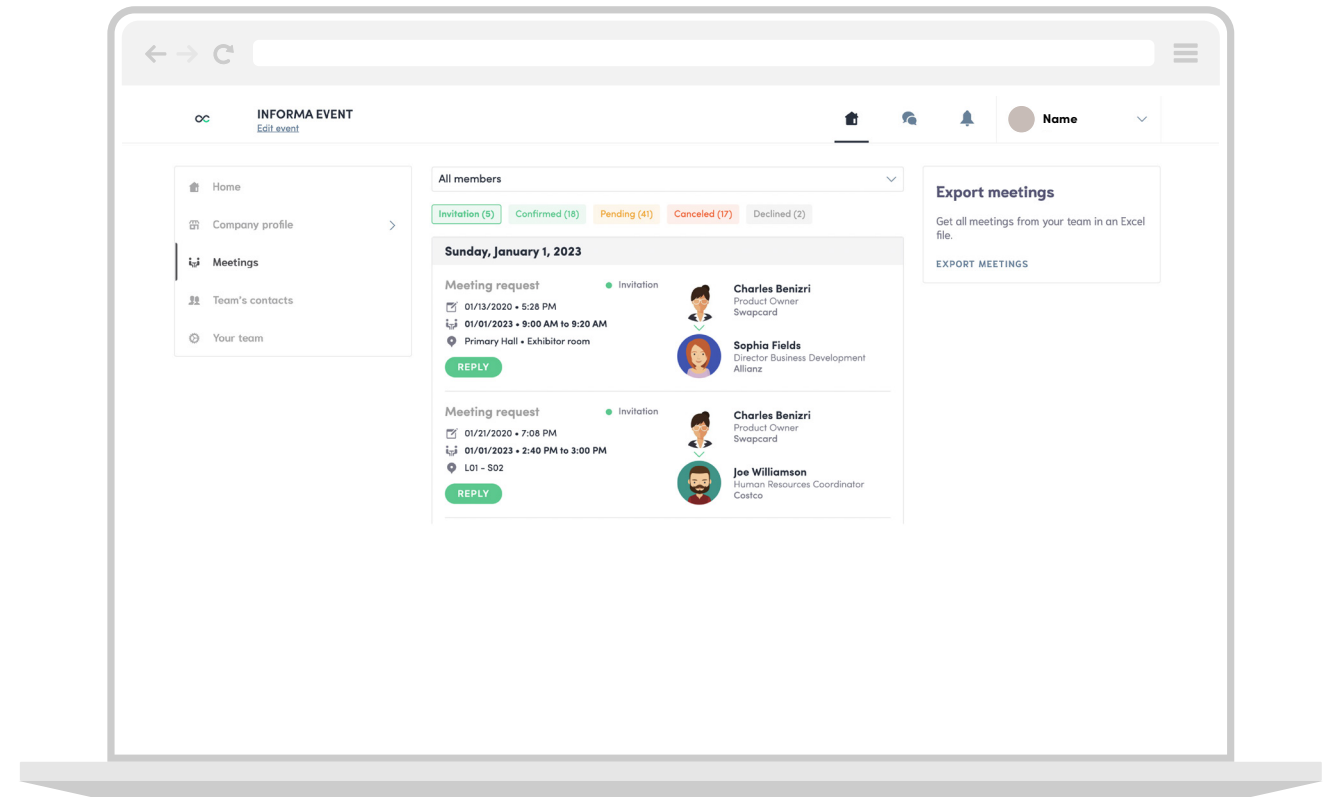 INFORMA EVENT
Edit event
Name
Home
Company profile
Meetings
Team's contacts
Your team
All members
Invitation (5) Confirmed (18) Pending (41) Canceled (17) Declined (2)
Sunday, January 1, 2023
Meeting request
Invitation
01/13/2020 • 5:28 PM
01/01/2023 • 9:00 AM to 9:20 AM
Primary Hall • Exhibitor room
REPLY
Charles Benizri
Product Owner
Swapcard
Sophia Fields
Director Business Development
Allianz
Meeting request
Invitation
01/21/2020 • 7:08 PM
01/01/2023 • 2:40 PM to 3:00 PM
L01 - S02
REPLY
Charles Benizri
Product Owner
Swapcard
Joe Williamson
Human Resources Coordinator
Costco
Export meetings
Get all meetings from your team in an Excel
file.
EXPORT MEETINGS